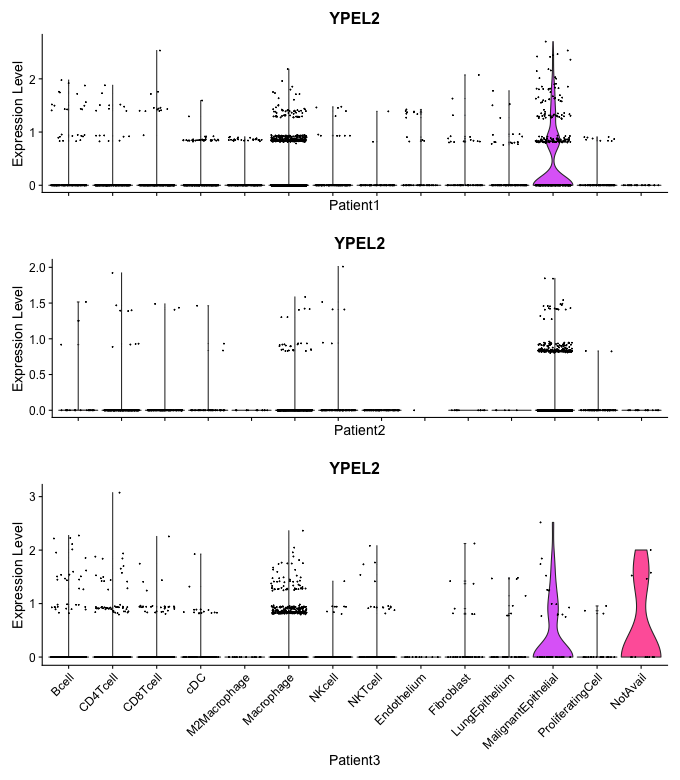 YPEL2
Expression Level
2
1
0
Patient1
YPEL2
Expression Level
2.0
1.5
1.0
0.5
0.0
Patient2
YPEL2
Expression Level
3
2
1
0
Bcell
CD4Tcell
CD8Tcell
cDC
M2Macrophage
Macrophage
NKcell
NKTcell
Endothelium
Fibroblast
LungEpithelium
MalignantEpithelial
ProliferatingCell
NotAvail
Patient3